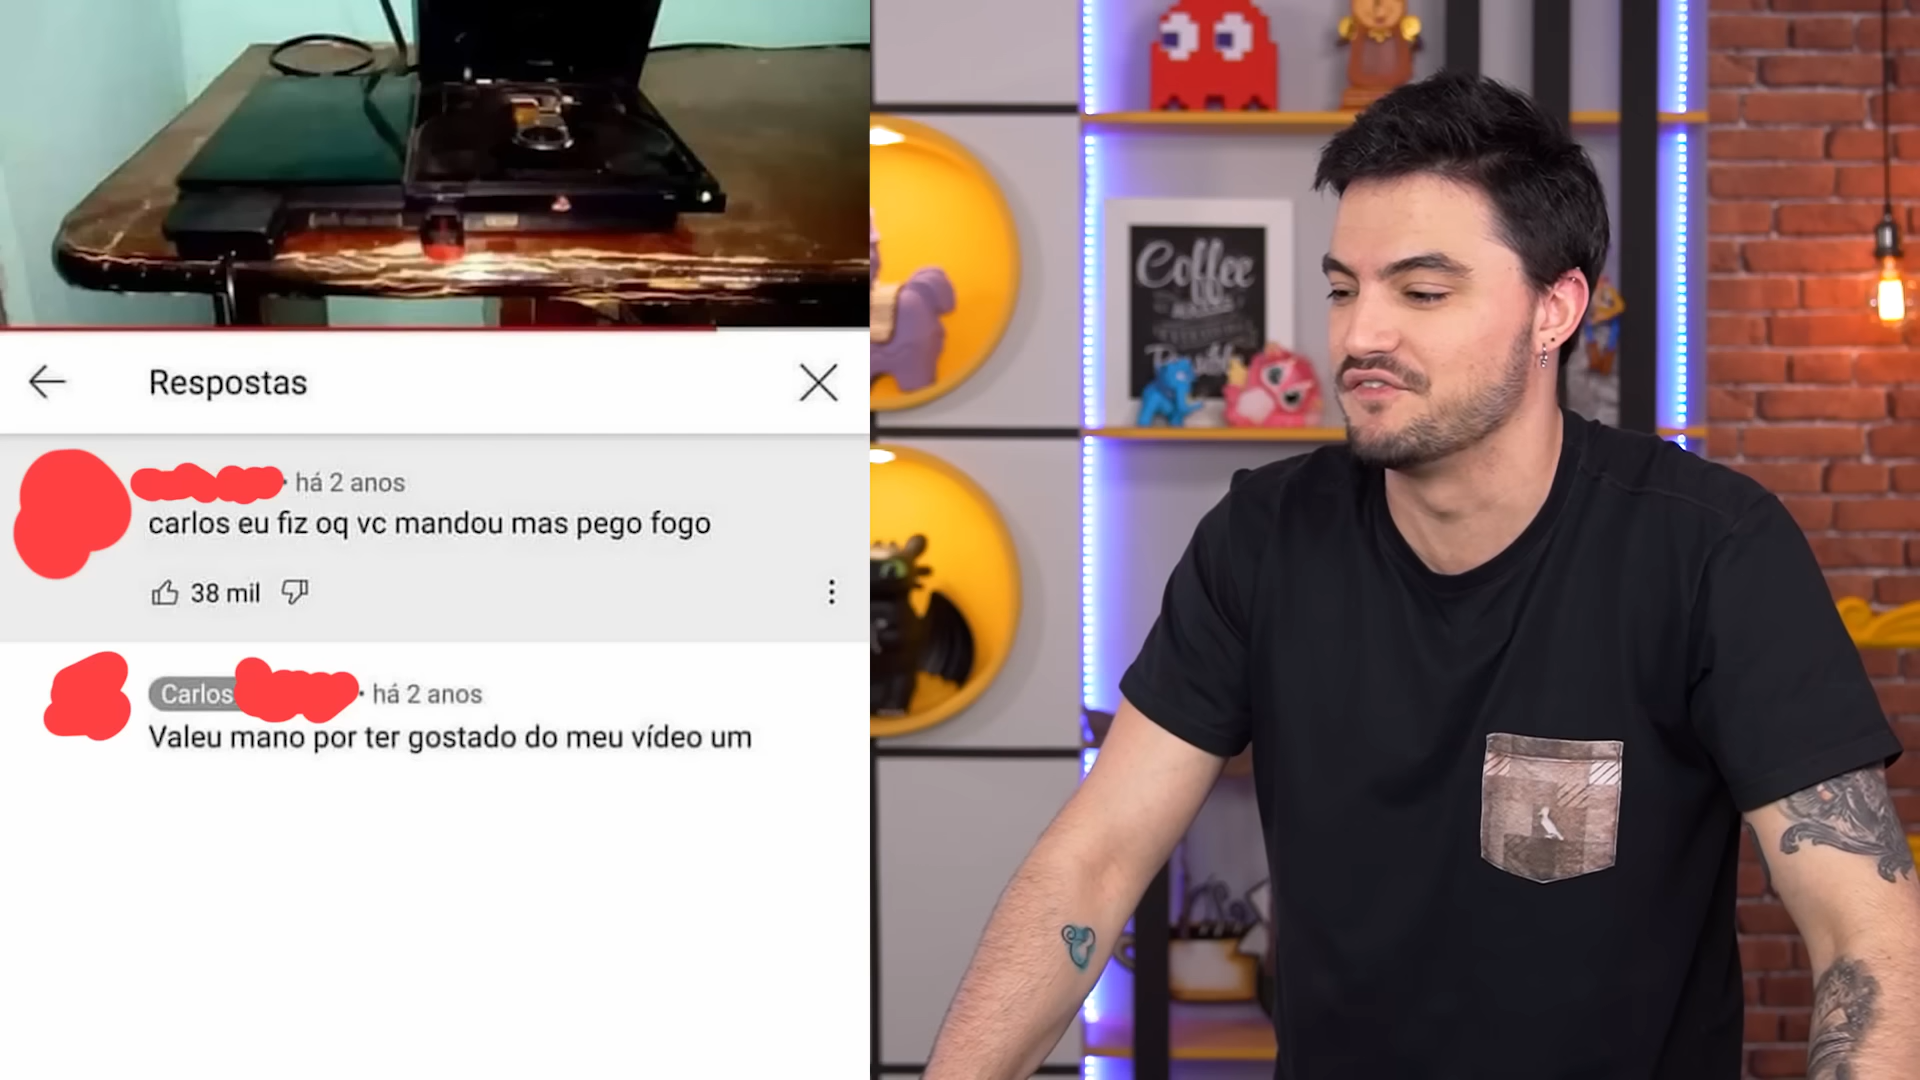 Respostas
há 2 anos
carlos eu fiz oq vc mandou mas pego fogo
38 mil
Carlos
há 2 anos
Valeu mano por ter gostado do meu vídeo um
Coffee